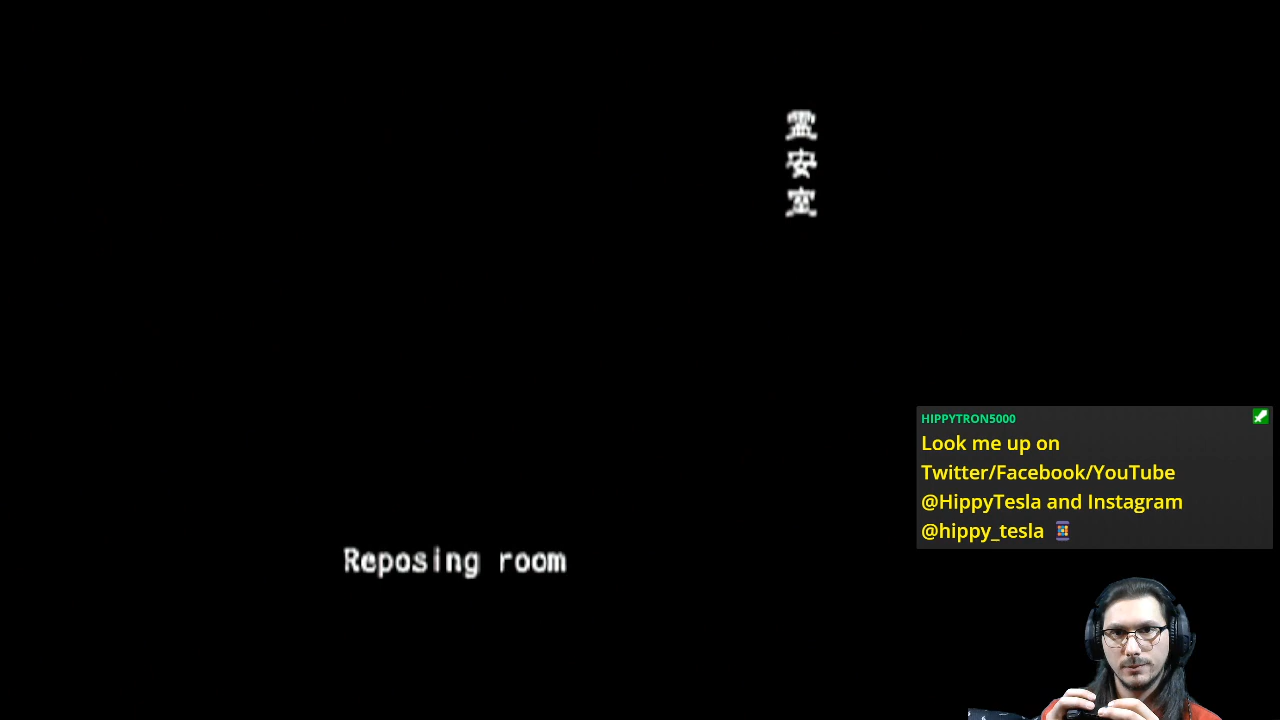 霊安室
Reposing room
HIPPYTRON5000
Look me up on
Twitter/Facebook/YouTube
@HippyTesla and Instagram
@hippy_tesla